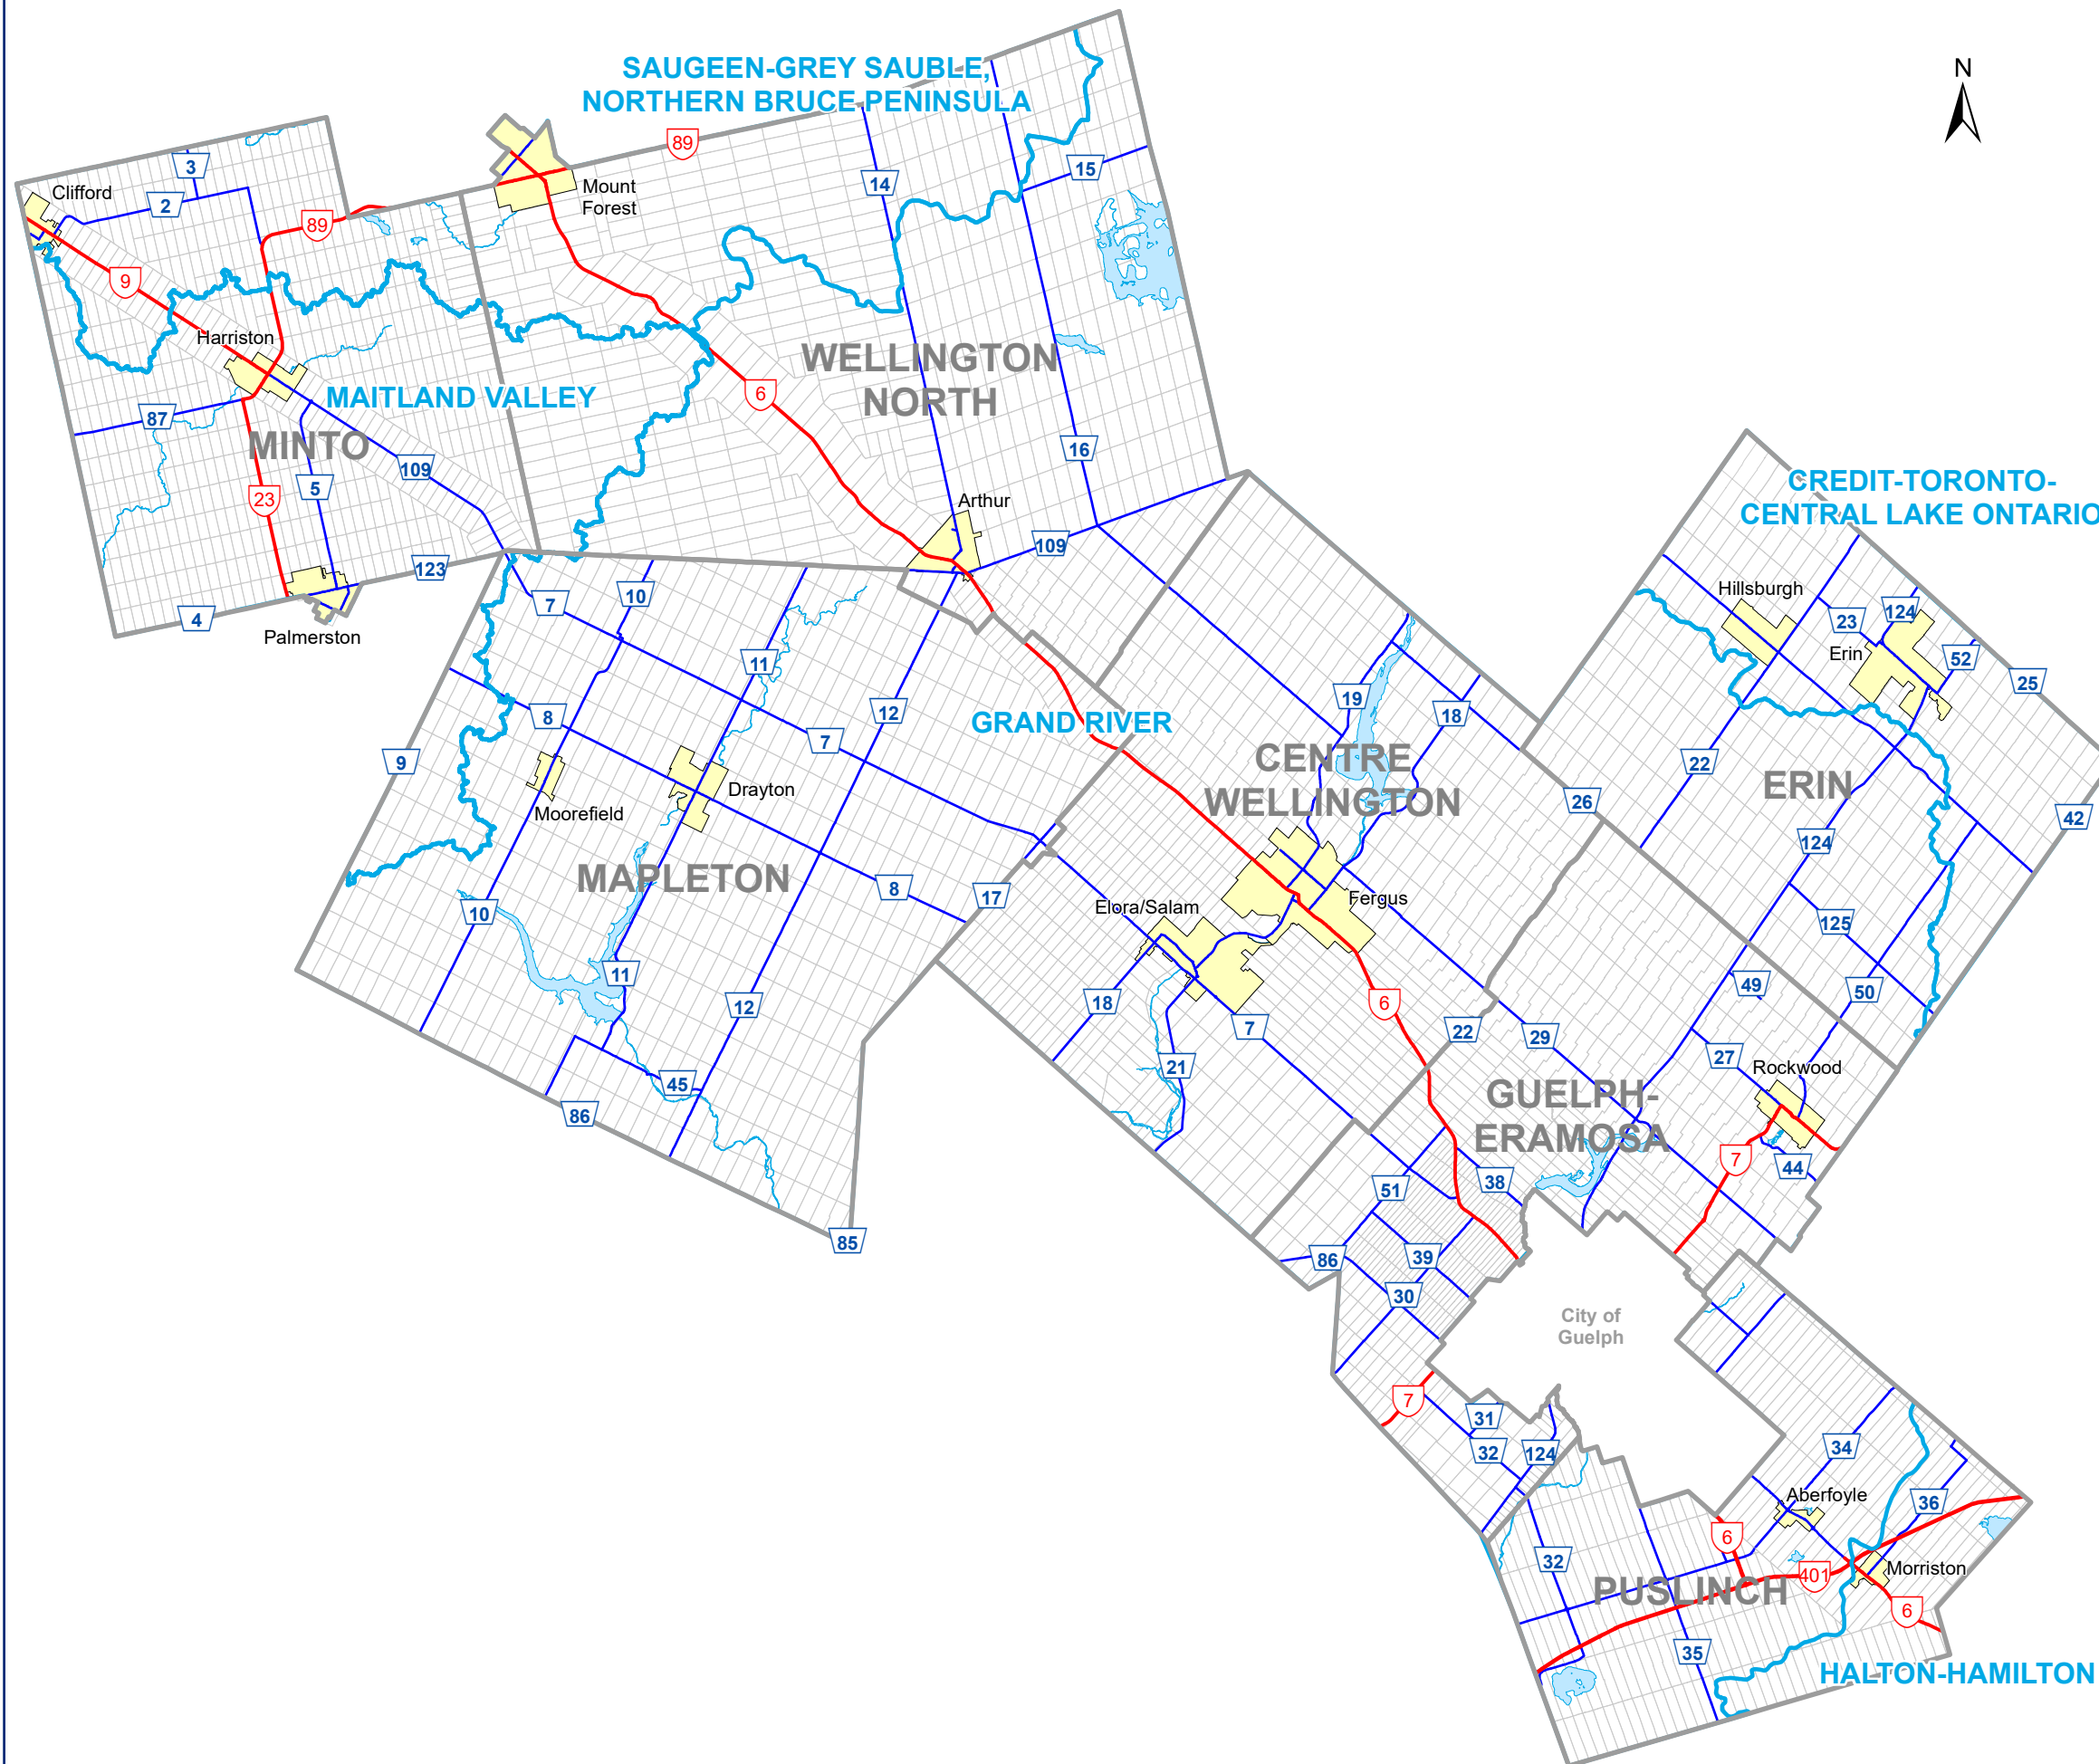 N
SAUGEEN-GREY SAUBLE,
NORTHERN BRUCE PENINSULA
89
3
Clifford
2
89
Mount
Forest
14
15
9
Harriston
MAITLAND VALLEY
87
MINTO
109
23
5
WELLINGTON
NORTH
6
16
Arthur
109
123
4
Palmerston
CREDIT-TORONTO-
CENTRAL LAKE ONTARIO
Hillsburgh
23
124
Erin
52
25
7
10
11
12
8
7
9
Moorefield
Drayton
MAPLETON
8
17
10
11
12
45
86
85
GRAND RIVER
19
18
CENTRE
WELLINGTON
26
22
ERIN
42
124
125
Fergus
Elora/Salam
18
7
6
21
22
29
49
50
27
Rockwood
GUELPH-
ERAMOSA
7
44
51
38
86
39
30
City of
Guelph
7
31
32
124
34
Aberfoyle
36
6
32
401
Morriston
PUSLINCH
6
35
HALTON-HAMILTON